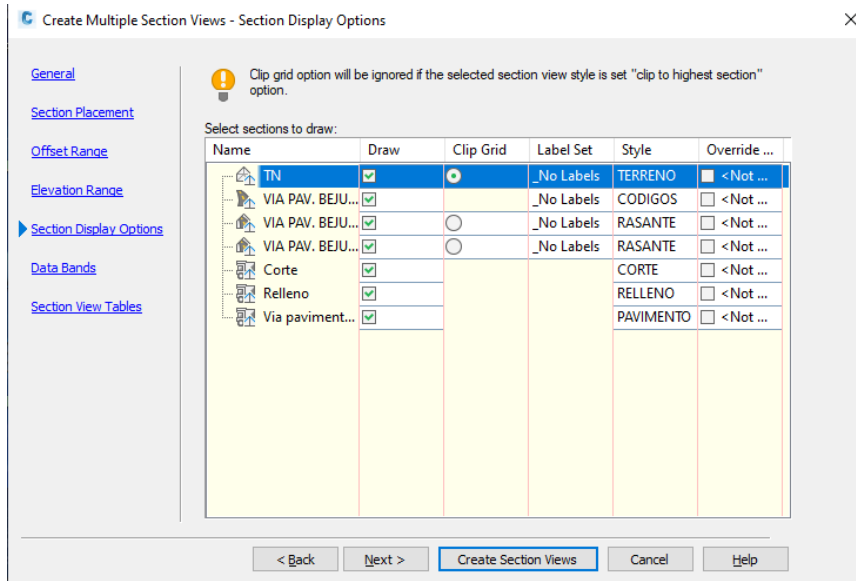 Create Multiple Section Views - Section Display Options
General
Section Placement
Offset Range
Elevation Range
Section Display Options
Data Bands
Section View Tables
Clip grid option will be ignored if the selected section view style is set "clip to highest section"
option.
Select sections to draw:
Name Draw Clip Grid Label Set Style Override ...
TN _No Labels TERRENO <Not ...
VIA PAV. BEJU... _No Labels CODIGOS <Not ...
VIA PAV. BEJU... _No Labels RASANTE <Not ...
VIA PAV. BEJU... _No Labels RASANTE <Not ...
Corte CORTE <Not ...
Relleno RELLENO <Not ...
Via paviment... PAVIMENTO <Not ...
< Back Next > Create Section Views Cancel Help